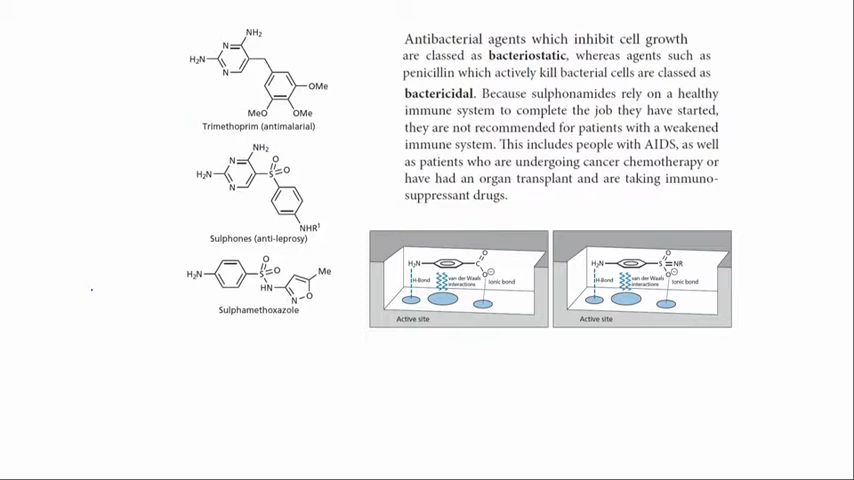 NH₂
N
H₂N
N
OMe
MeO
OMe
Trimethoprim (antimalarial)
NH₂
N
O
H₂N
N
S
O
NHR¹
Sulphones (anti-leprosy)
O
H₂N
S
O
Me
HN
N
O
Sulphamethoxazole
Antibacterial agents which inhibit cell growth
are classed as bacteriostatic, whereas agents such as
penicillin which actively kill bacterial cells are classed as
bactericidal. Because sulphonamides rely on a healthy
immune system to complete the job they have started,
they are not recommended for patients with a weakened
immune system. This includes people with AIDS, as well
as patients who are undergoing cancer chemotherapy or
have had an organ transplant and are taking immuno-
suppressant drugs.
H₂N
C
O
O
H-Bond
van der Waals
interactions
Ionic bond
Active site
H₂N
O
S
NR
O
H-Bond
van der Waals
interactions
Ionic bond
Active site